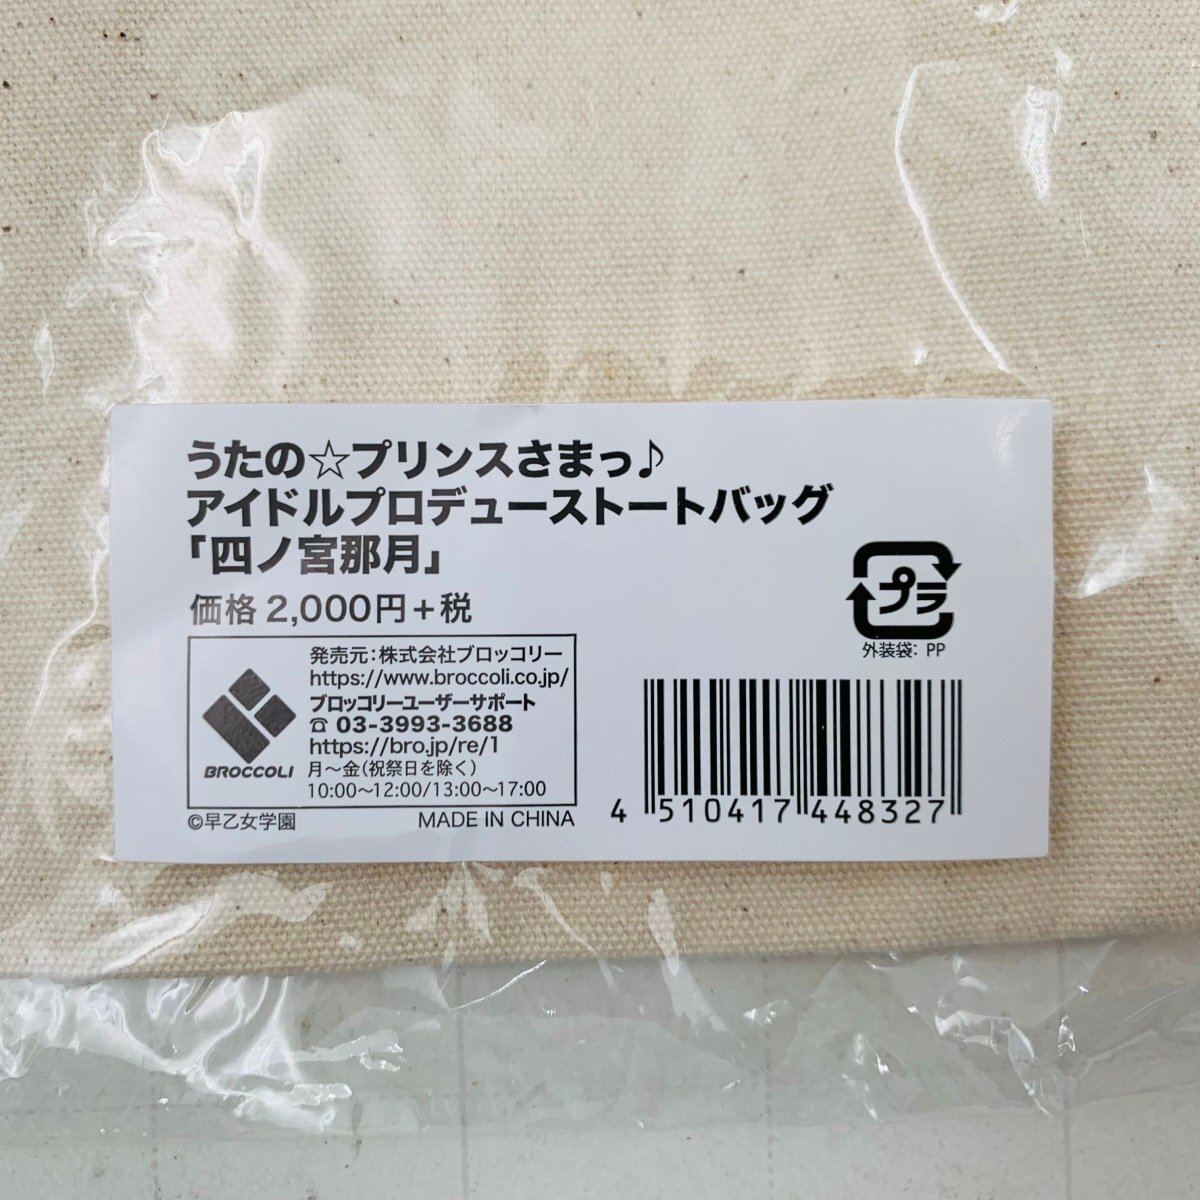 うたの☆プリンスさまっ♪
アイドルプロデューストートバッグ
「四ノ宮那月」
価格 2,000円＋税
プラ
外装袋: PP
BROCCOLI
発売元：株式会社ブロッコリー
https://www.broccoli.co.jp/
ブロッコリーユーザーサポート
☎ 03-3993-3688
https://bro.jp/re/1
月～金（祝祭日を除く）
10:00～12:00/13:00～17:00
©早乙女学園
MADE IN CHINA
4 510417 448327